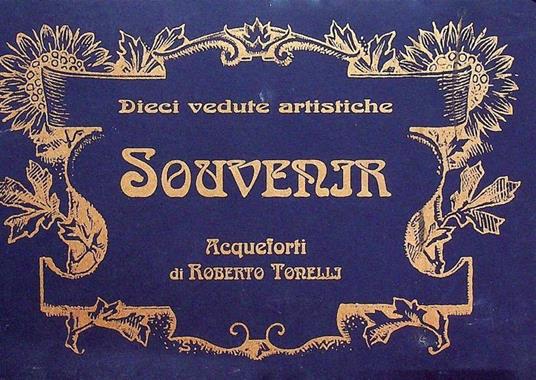 Dieci vedute artistiche
SOUVENIR
Acqueforti
di ROBERTO TONELLI